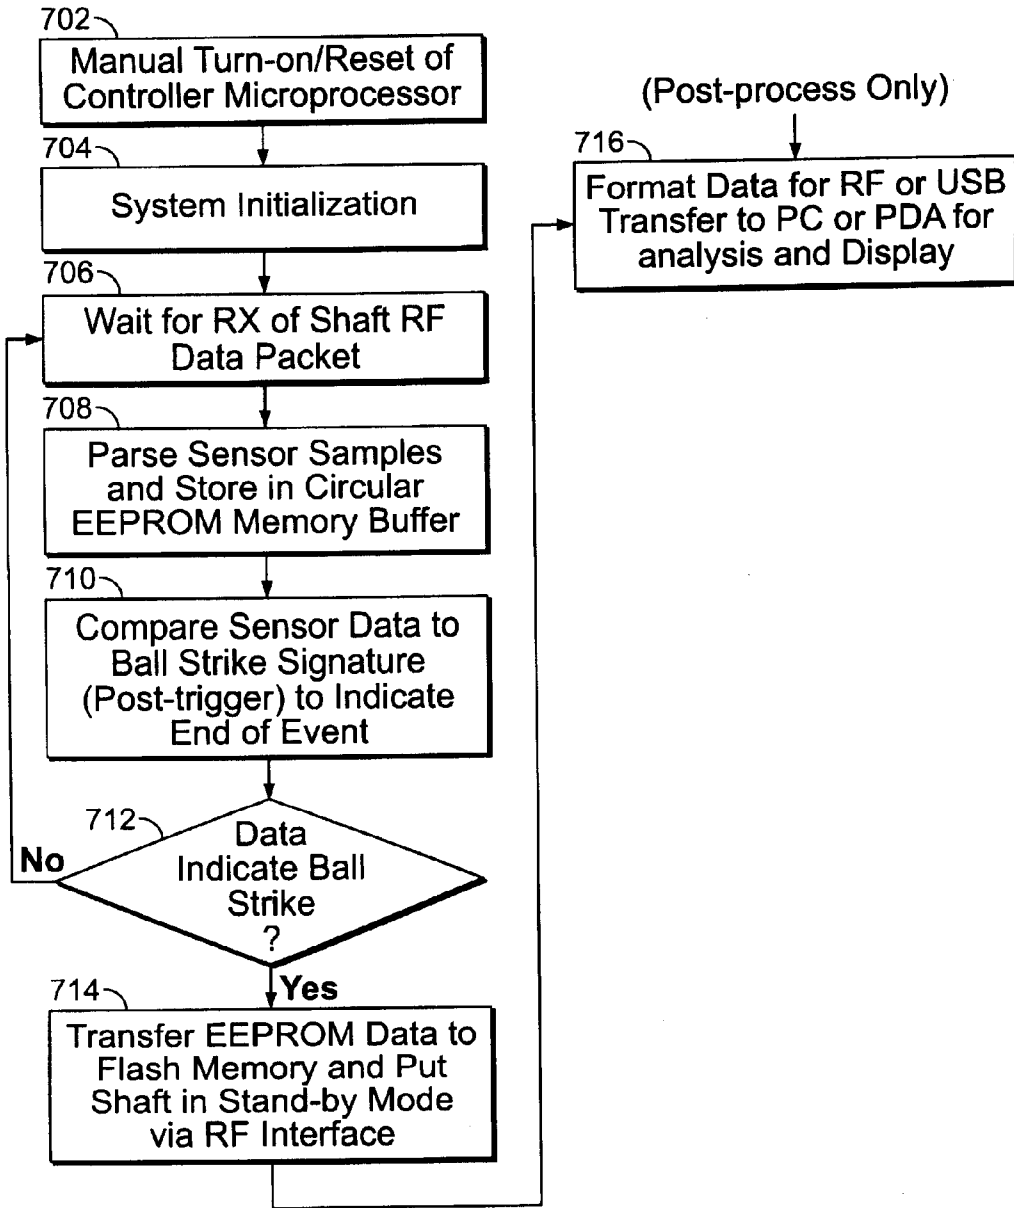 702
Manual Turn-on/Reset of
Controller Microprocessor
704
System Initialization
706
Wait for RX of Shaft RF
Data Packet
708
Parse Sensor Samples
and Store in Circular
EEPROM Memory Buffer
710
Compare Sensor Data to
Ball Strike Signature
(Post-trigger) to Indicate
End of Event
712
Data
Indicate Ball
Strike
?
No
Yes
714
Transfer EEPROM Data to
Flash Memory and Put
Shaft in Stand-by Mode
via RF Interface
(Post-process Only)
716
Format Data for RF or USB
Transfer to PC or PDA for
analysis and Display